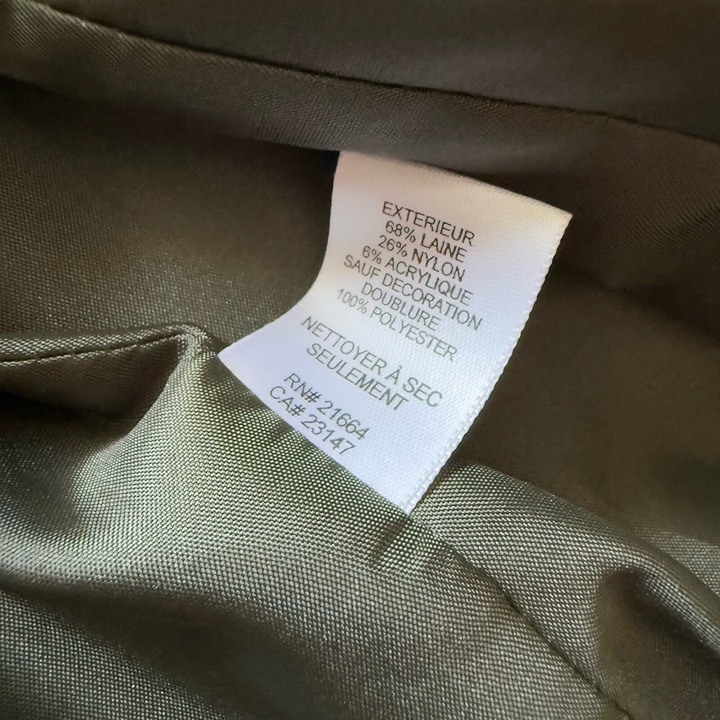 EXTERIEUR
68% LAINE
26% NYLON
6% ACRYLIQUE
SAUF DECORATION
DOUBLURE
100% POLYESTER
NETTOYER À SEC
SEULEMENT
RN# 21664
CA# 23147